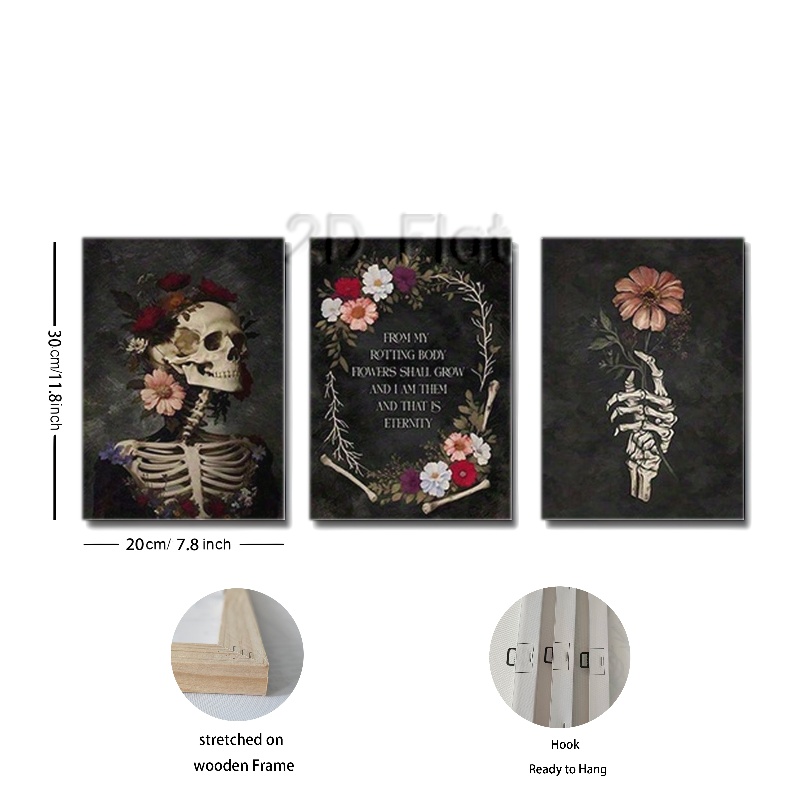 2D Flat
FROM MY
ROTTING BODY
FLOWERS SHALL GROW
AND I AM THEM
AND THAT IS
ETERNITY
30cm/11.8inch
20cm/ 7.8 inch
stretched on
wooden Frame
Hook
Ready to Hang